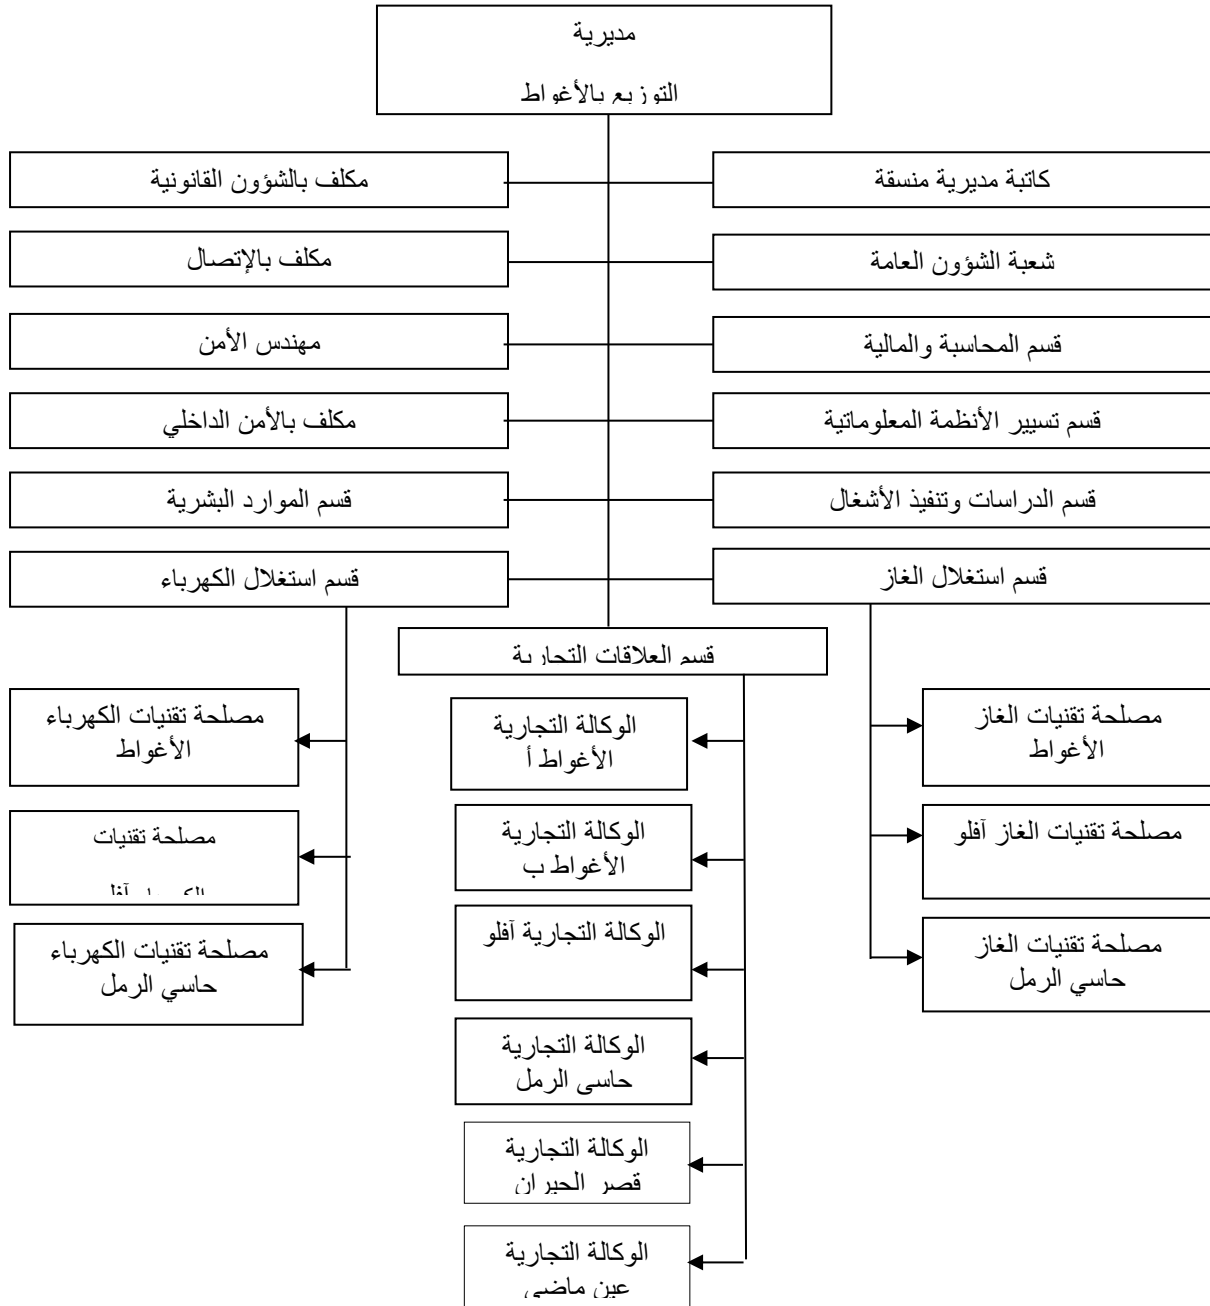 مديرية
التوزيع بالأغواط
كاتبة مديرية منسقة
مكلف بالشؤون القانونية
شعبة الشؤون العامة
مكلف بالإتصال
قسم المحاسبة والمالية
مهندس الأمن
قسم تسيير الأنظمة المعلوماتية
مكلف بالأمن الداخلي
قسم الدراسات وتنفيذ الأشغال
قسم الموارد البشرية
قسم استغلال الغاز
قسم استغلال الكهرباء
قسم العلاقات التجارية
مصلحة تقنيات الغاز
الأغواط
مصلحة تقنيات الغاز آفلو
مصلحة تقنيات الغاز
حاسي الرمل
الوكالة التجارية
الأغواط أ
الوكالة التجارية
الأغواط ب
الوكالة التجارية آفلو
الوكالة التجارية
حاسي الرمل
الوكالة التجارية
قصر الحيران
الوكالة التجارية
عين ماضي
مصلحة تقنيات الكهرباء
الأغواط
مصلحة تقنيات
مصلحة تقنيات الكهرباء
حاسي الرمل